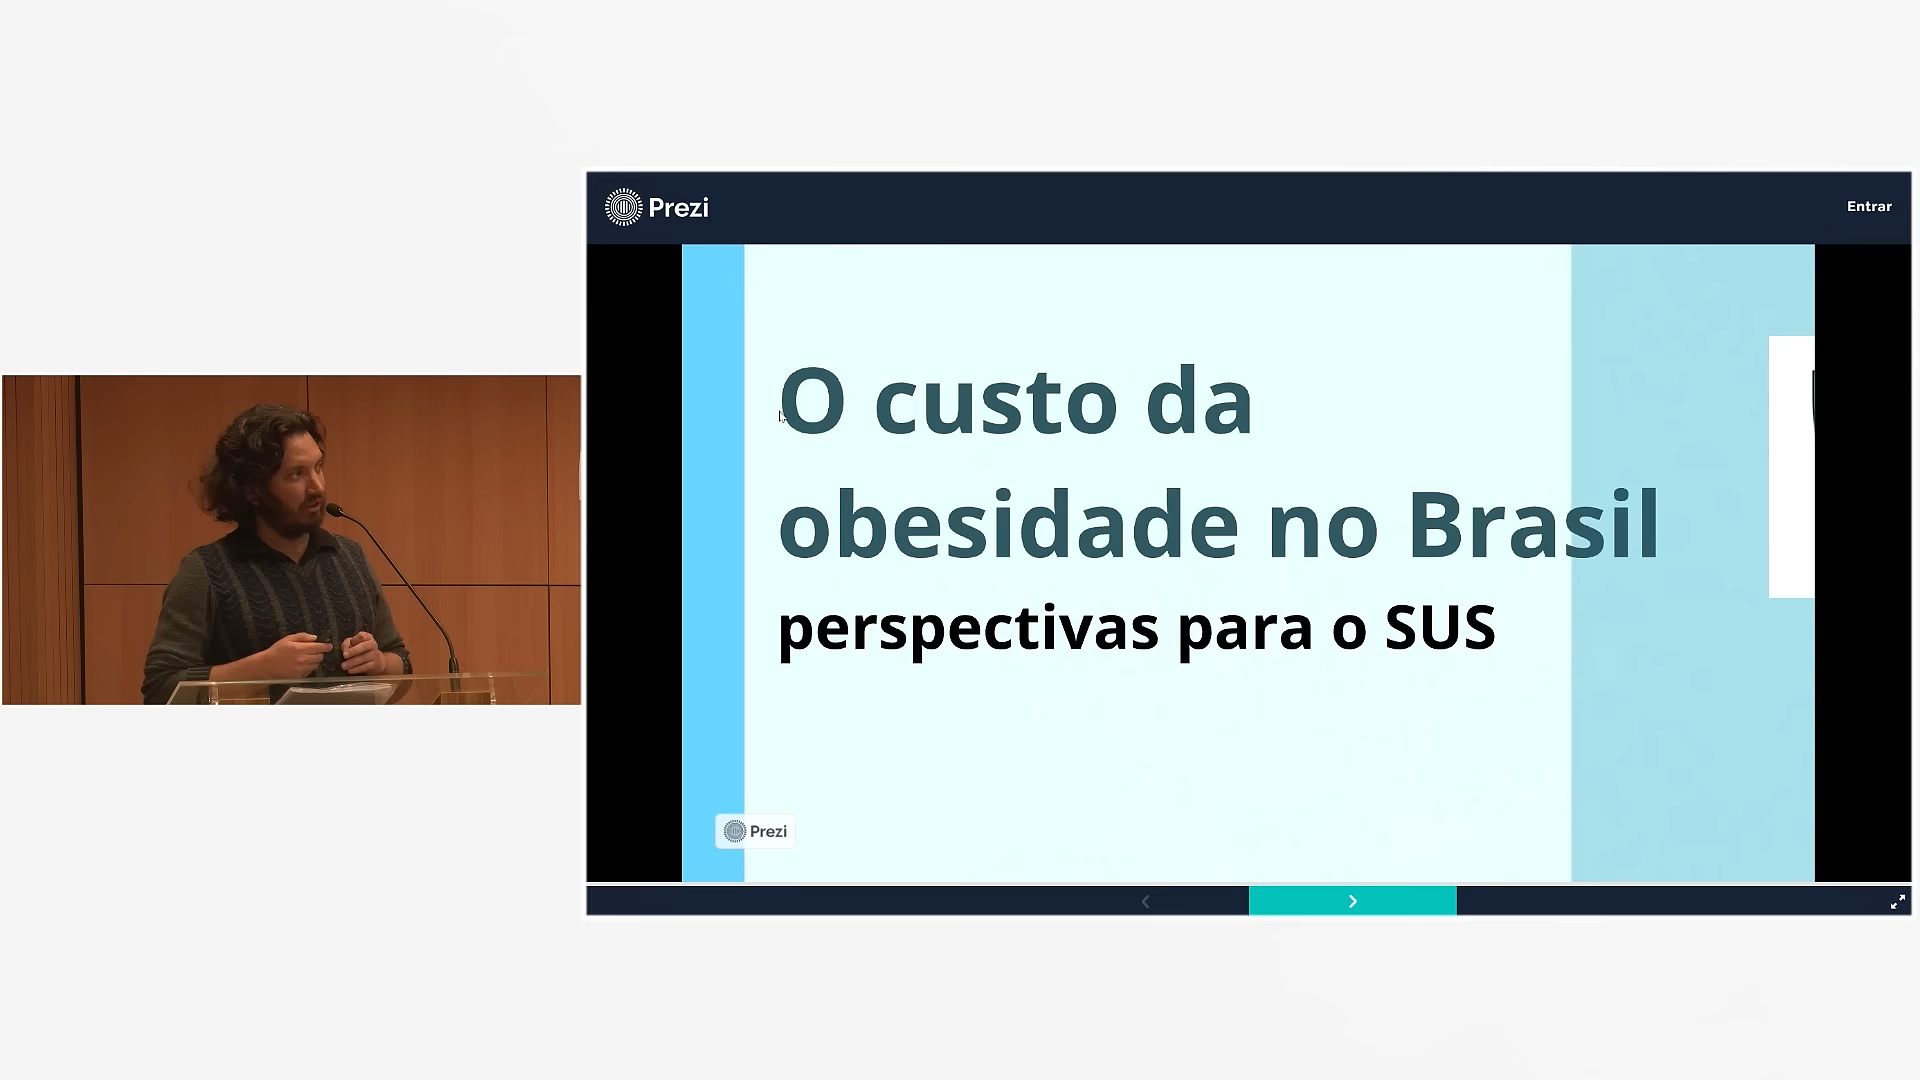 Prezi
Entrar
O custo da
obesidade no Brasil
perspectivas para o SUS
Prezi